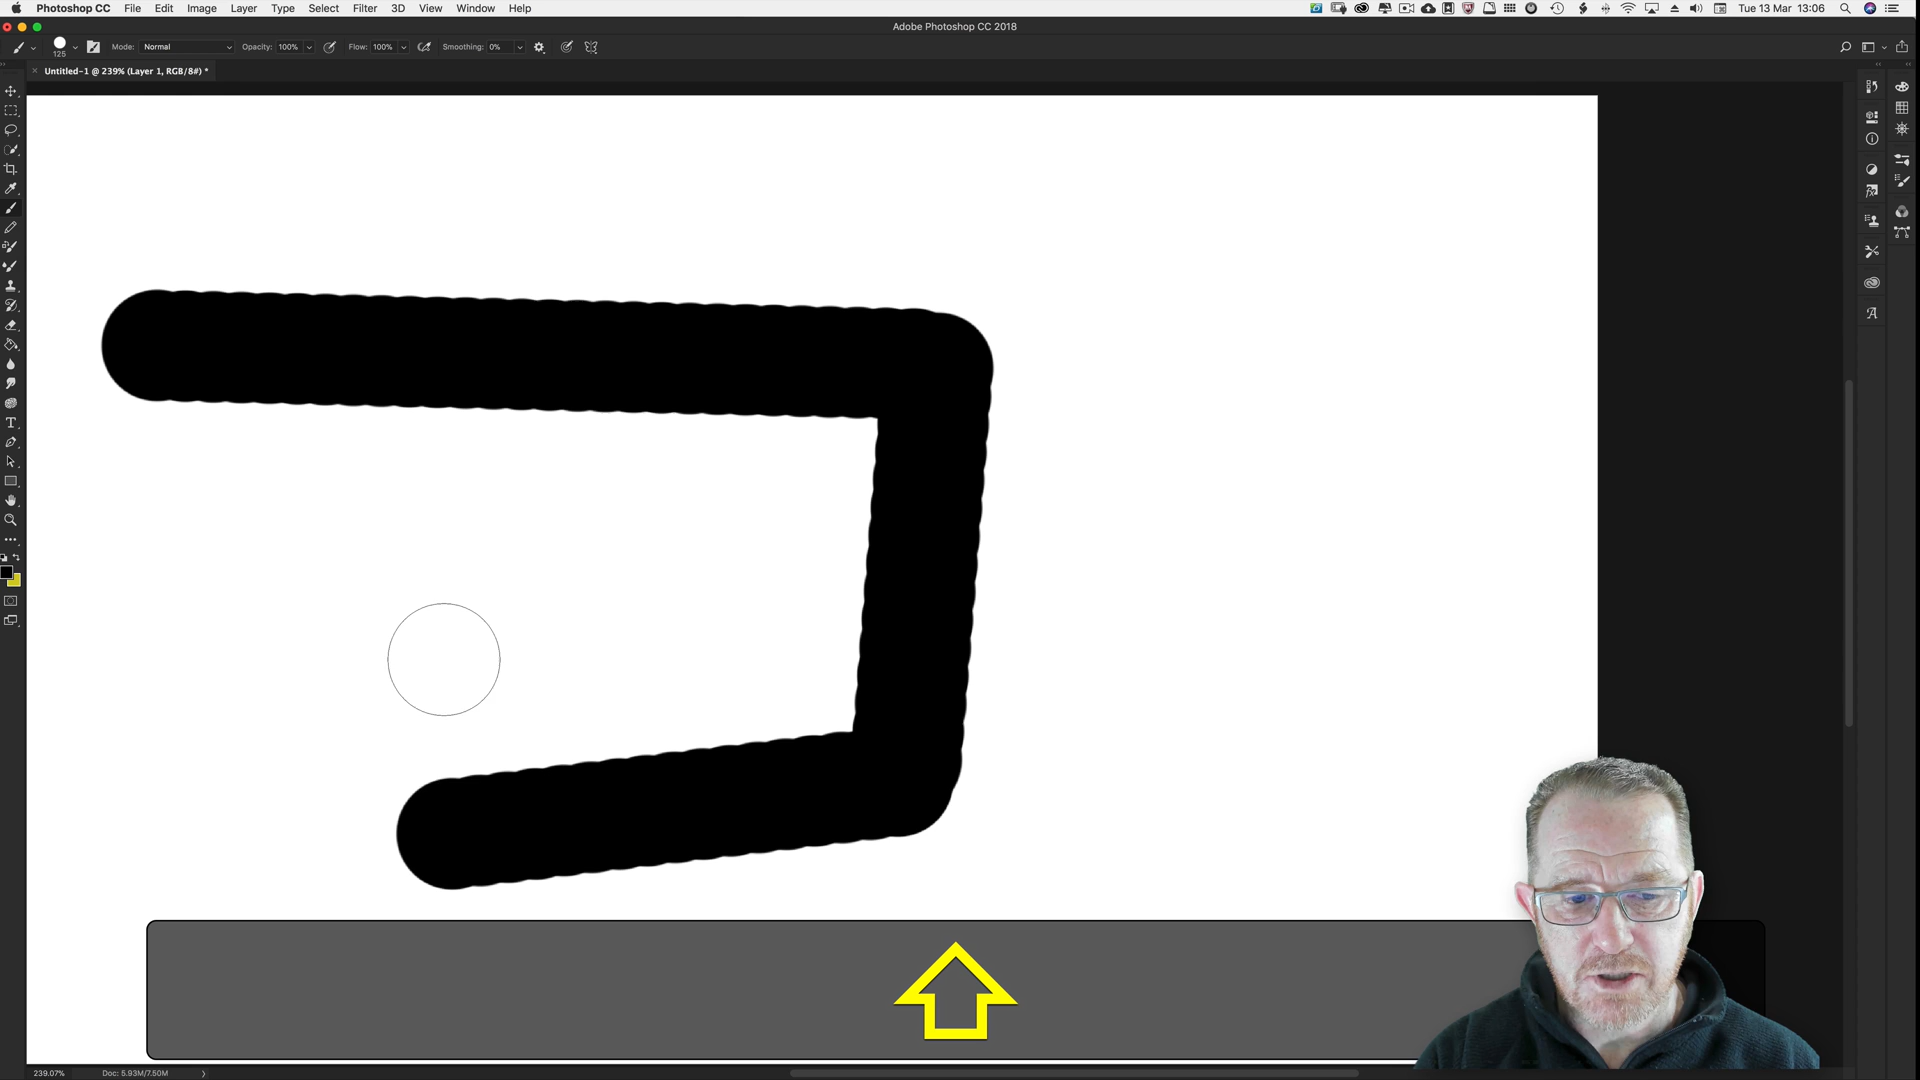 Photoshop CC File Edit Image Layer Type Select Filter 3D View Window Help Tue 13 Mar 13:06
Adobe Photoshop CC 2018
125 Mode: Normal Opacity: 100% Flow: 100% Smoothing: 0%
× Untitled-1 @ 239% (Layer 1, RGB/8#) *
239.07% Doc: 5.93M/7.50M